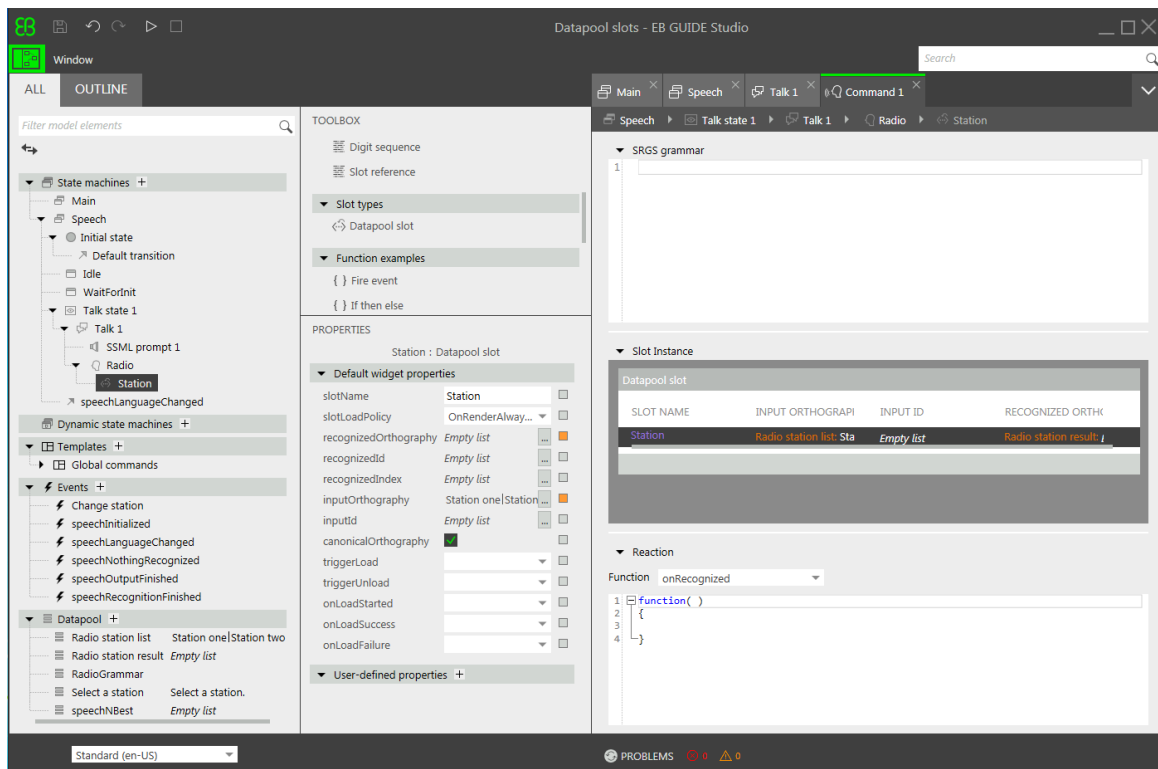 Datapool slots - EB GUIDE Studio
Window
Search
ALL
OUTLINE
Filter model elements
State machines +
Main
Speech
Initial state
Default transition
Idle
WaitForInit
Talk state 1
Talk 1
SSML prompt 1
Radio
Station
speechLanguageChanged
Dynamic state machines +
Templates +
Global commands
Events +
Change station
speechInitialized
speechLanguageChanged
speechNothingRecognized
speechOutputFinished
speechRecognitionFinished
Datapool +
Radio station list Station one|Station two
Radio station result Empty list
RadioGrammar
Select a station Select a station.
speechNBest Empty list
Standard (en-US)
TOOLBOX
Digit sequence
Slot reference
Slot types
Datapool slot
Function examples
{ } Fire event
{ } If then else
PROPERTIES
Station : Datapool slot
Default widget properties
slotName Station
slotLoadPolicy OnRenderAlway...
recognizedOrthography Empty list ...
recognizedId Empty list ...
recognizedIndex Empty list ...
inputOrthography Station one|Station ...
inputId Empty list ...
canonicalOrthography
triggerLoad
triggerUnload
onLoadStarted
onLoadSuccess
onLoadFailure
User-defined properties +
Main Speech Talk 1 Command 1
Speech Talk state 1 Talk 1 Radio Station
SRGS grammar
1
Slot Instance
Datapool slot
SLOT NAME INPUT ORTHOGRAPI INPUT ID RECOGNIZED ORTH(
Station Radio station list: Sta Empty list Radio station result:
Reaction
Function onRecognized
1 function( )
2 {
3
4 }
PROBLEMS 0 0